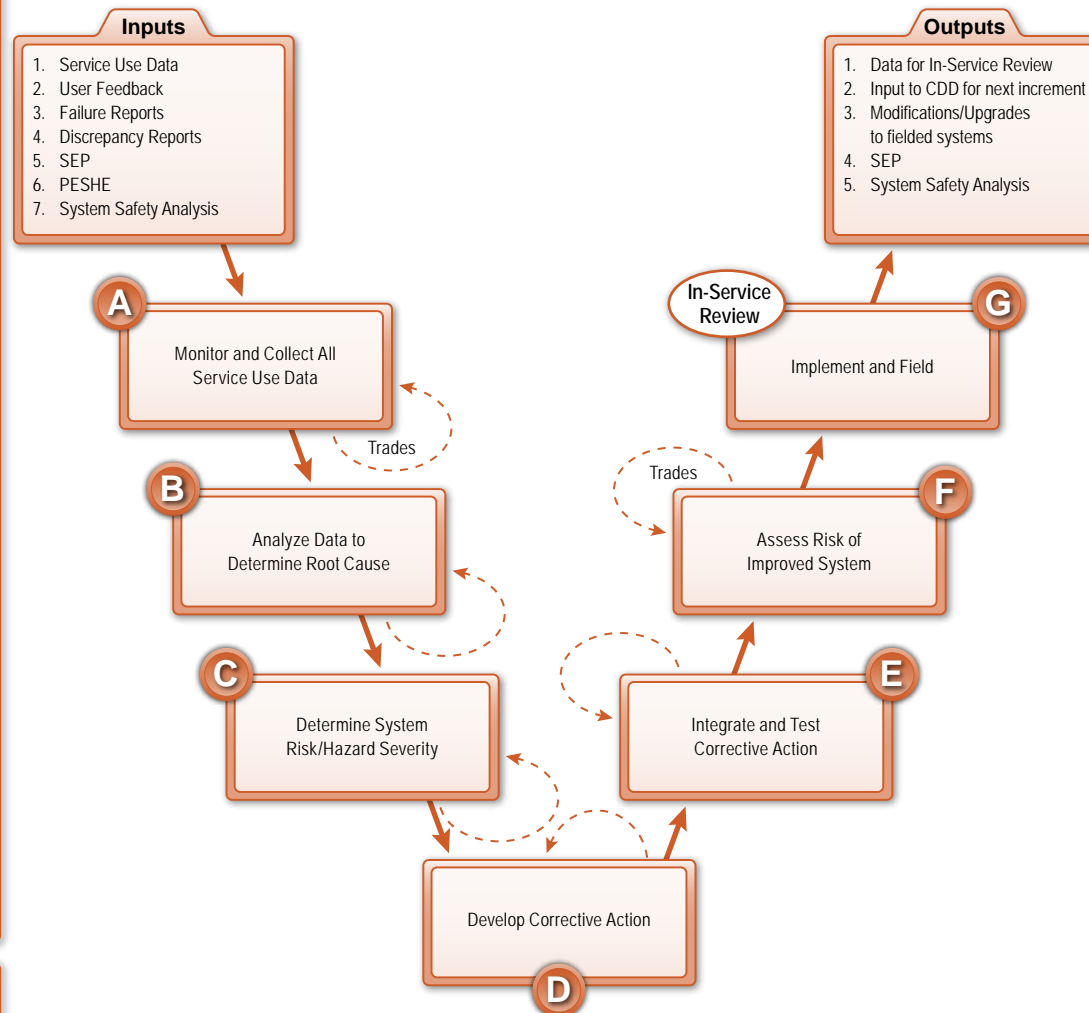 Inputs
1. Service Use Data
2. User Feedback
3. Failure Reports
4. Discrepancy Reports
5. SEP
6. PESHE
7. System Safety Analysis
Outputs
1. Data for In-Service Review
2. Input to CDD for next increment
3. Modifications/Upgrades
to fielded systems
4. SEP
5. System Safety Analysis
A
Monitor and Collect All
Service Use Data
Trades
B
Analyze Data to
Determine Root Cause
C
Determine System
Risk/Hazard Severity
Develop Corrective Action
D
E
Integrate and Test
Corrective Action
F
Trades
Assess Risk of
Improved System
In-Service
Review
G
Implement and Field